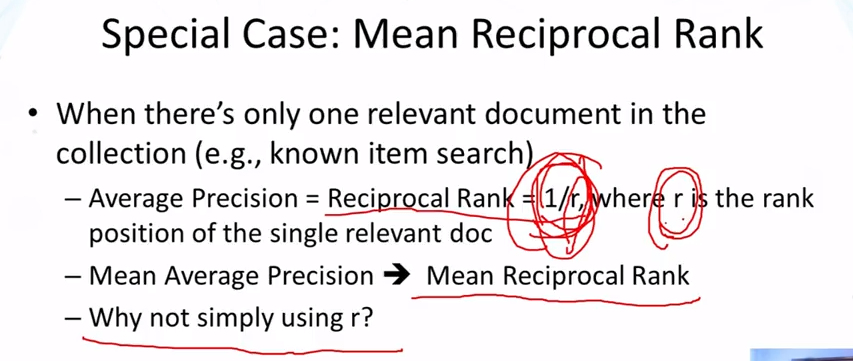 Special Case: Mean Reciprocal Rank
• When there's only one relevant document in the
collection (e.g., known item search)
– Average Precision = Reciprocal Rank = 1/r, where r is the rank
position of the single relevant doc
– Mean Average Precision ➔ Mean Reciprocal Rank
– Why not simply using r?